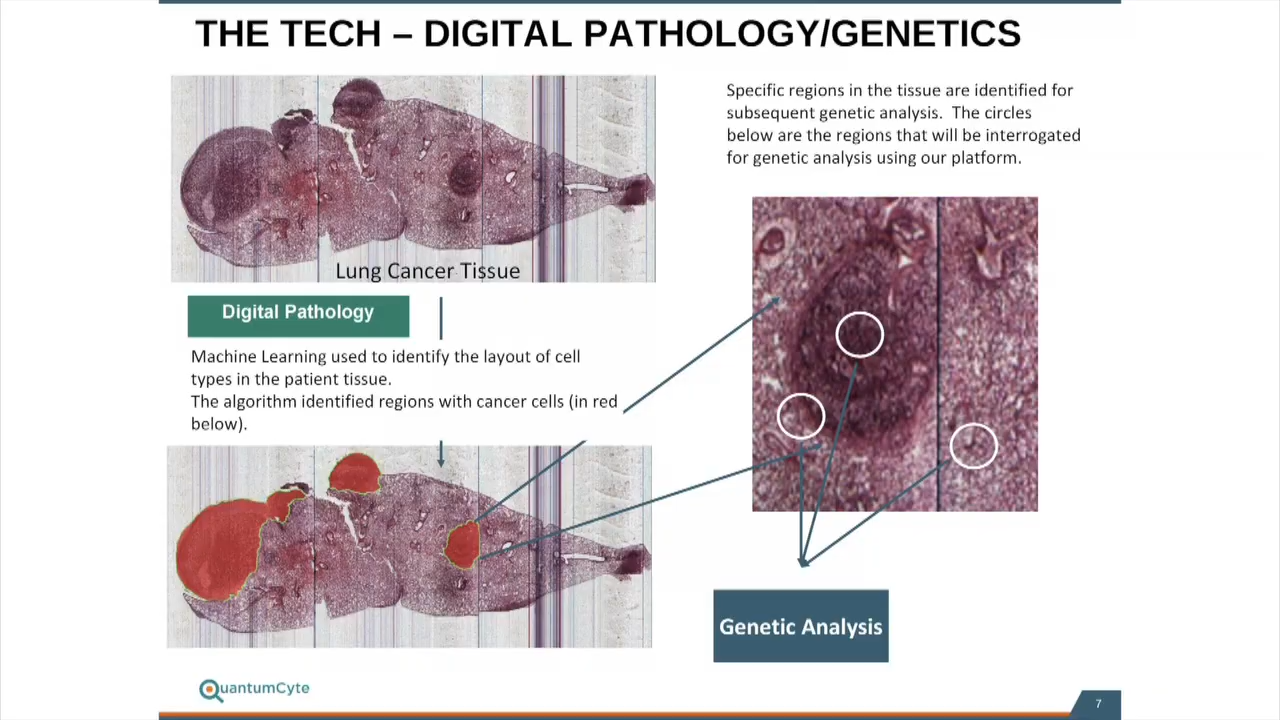 THE TECH – DIGITAL PATHOLOGY/GENETICS
Lung Cancer Tissue
Digital Pathology
Machine Learning used to identify the layout of cell
types in the patient tissue.
The algorithm identified regions with cancer cells (in red
below).
Specific regions in the tissue are identified for
subsequent genetic analysis. The circles
below are the regions that will be interrogated
for genetic analysis using our platform.
Genetic Analysis
QuantumCyte
7